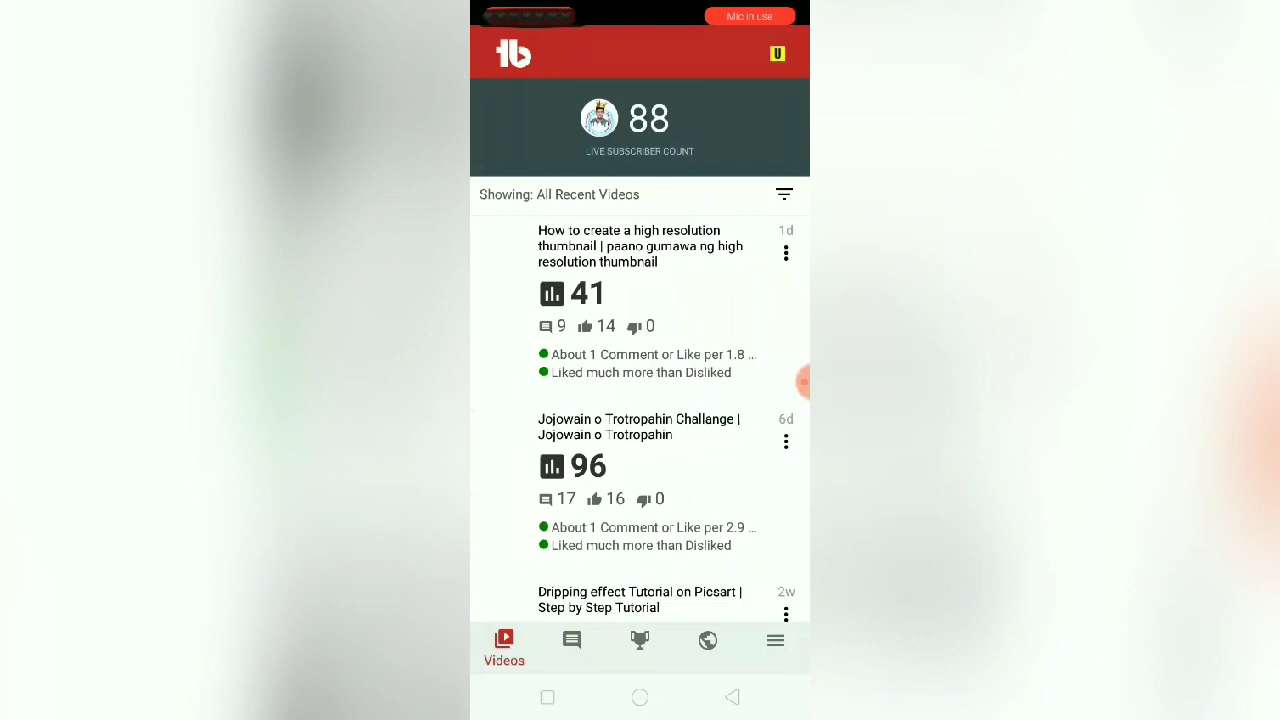 Mic in use
tb
U
88
LIVE SUBSCRIBER COUNT
Showing: All Recent Videos
How to create a high resolution 1d
thumbnail | paano gumawa ng high
resolution thumbnail
41
9 14 0
About 1 Comment or Like per 1.8 ...
Liked much more than Disliked
Jojowain o Trotropahin Challange | 6d
Jojowain o Trotropahin
96
17 16 0
About 1 Comment or Like per 2.9 ...
Liked much more than Disliked
Dripping effect Tutorial on Picsart | 2w
Step by Step Tutorial
Videos